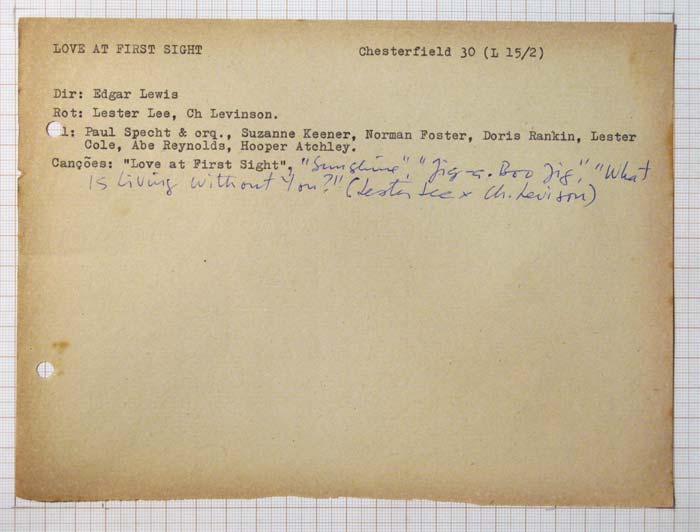 LOVE AT FIRST SIGHT Chesterfield 30 (L 15/2)
Dir: Edgar Lewis
Rot: Lester Lee, Ch Levinson.
l: Paul Specht & orq., Suzanne Keener, Norman Foster, Doris Rankin, Lester
Cole, Abe Reynolds, Hooper Atchley.
Canções: "Love at First Sight", "Sunshine", "Jig-a-Boo Jig", "What
Is Living Without You?" (Lester Lee x Ch. Levison)